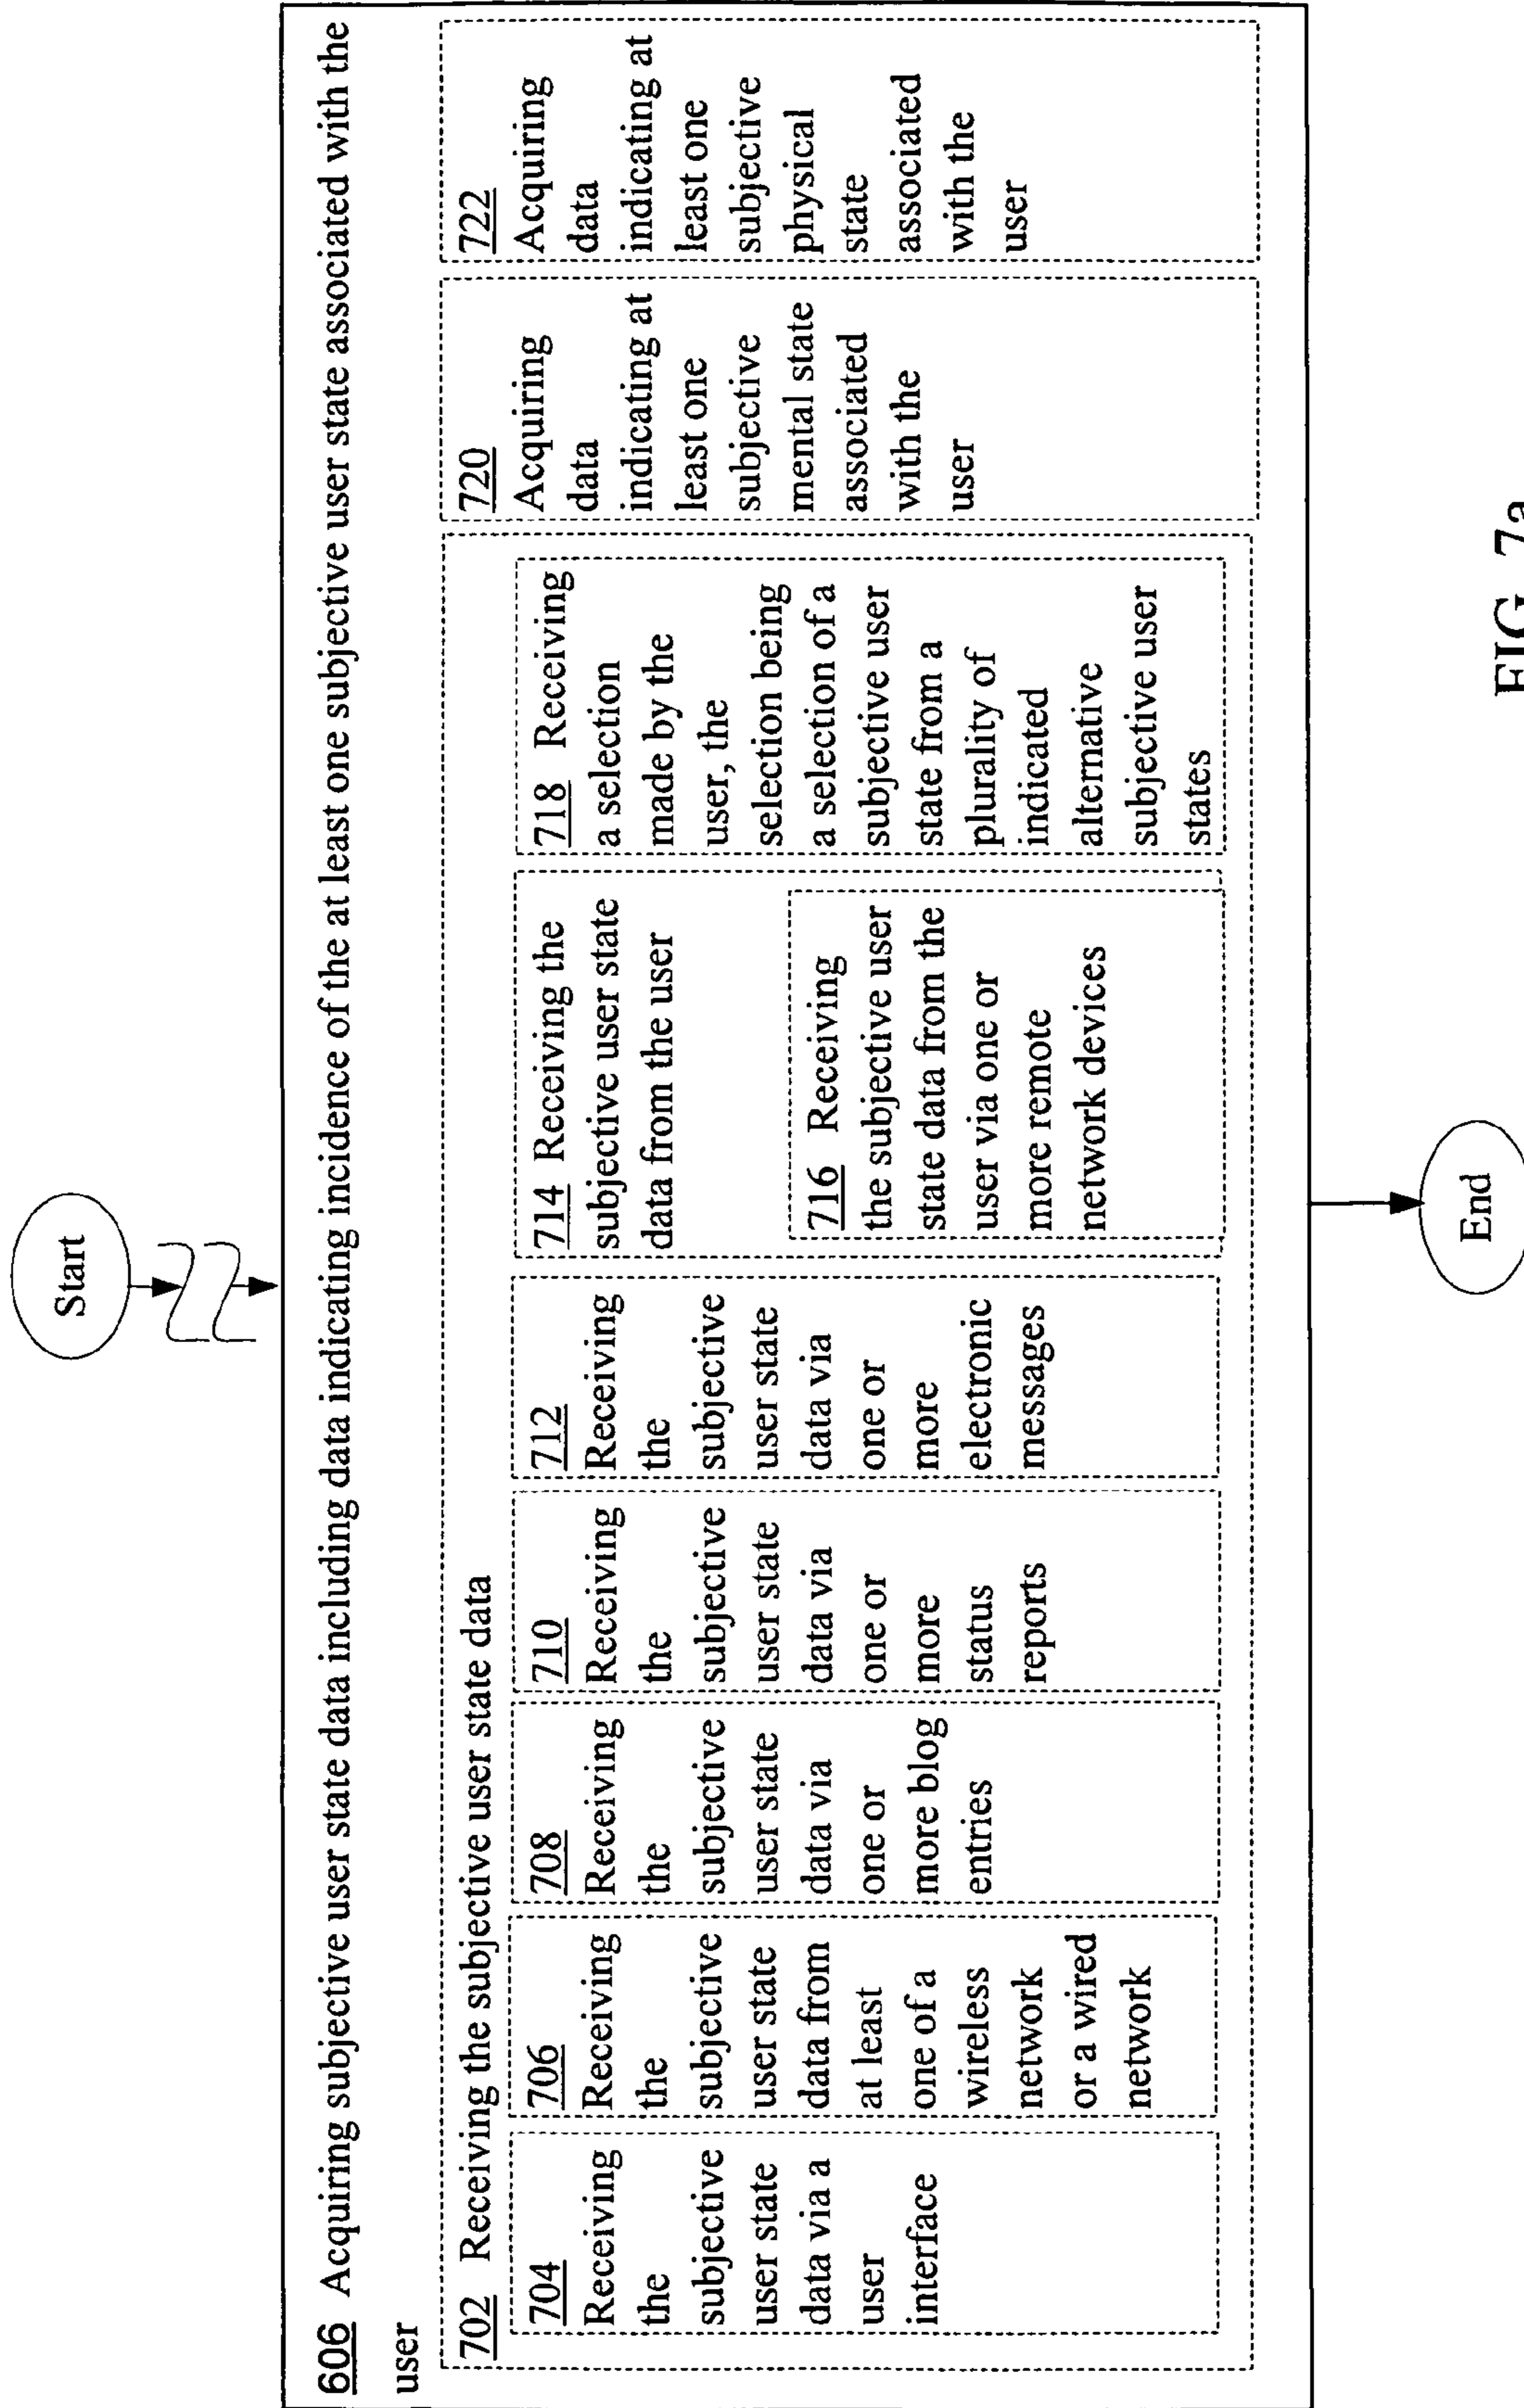 Start
606 Acquiring subjective user state data including data indicating incidence of the at least one subjective user state associated with the
user
702 Receiving the subjective user state data
704
Receiving
the
subjective
user state
data via a
user
interface
706
Receiving
the
subjective
user state
data from
at least
one of a
wireless
network
or a wired
network
708
Receiving
the
subjective
user state
data via
one or
more blog
entries
710
Receiving
the
subjective
user state
data via
one or
more
status
reports
712
Receiving
the
subjective
user state
data via
one or
more
electronic
messages
714 Receiving the
subjective user state
data from the user
716 Receiving
the subjective user
state data from the
user via one or
more remote
network devices
718 Receiving
a selection
made by the
user, the
selection being
a selection of a
subjective user
state from a
plurality of
indicated
alternative
subjective user
states
720
Acquiring
data
indicating at
least one
subjective
mental state
associated
with the
user
722
Acquiring
data
indicating at
least one
subjective
physical
state
associated
with the
user
End
FIG. 7a